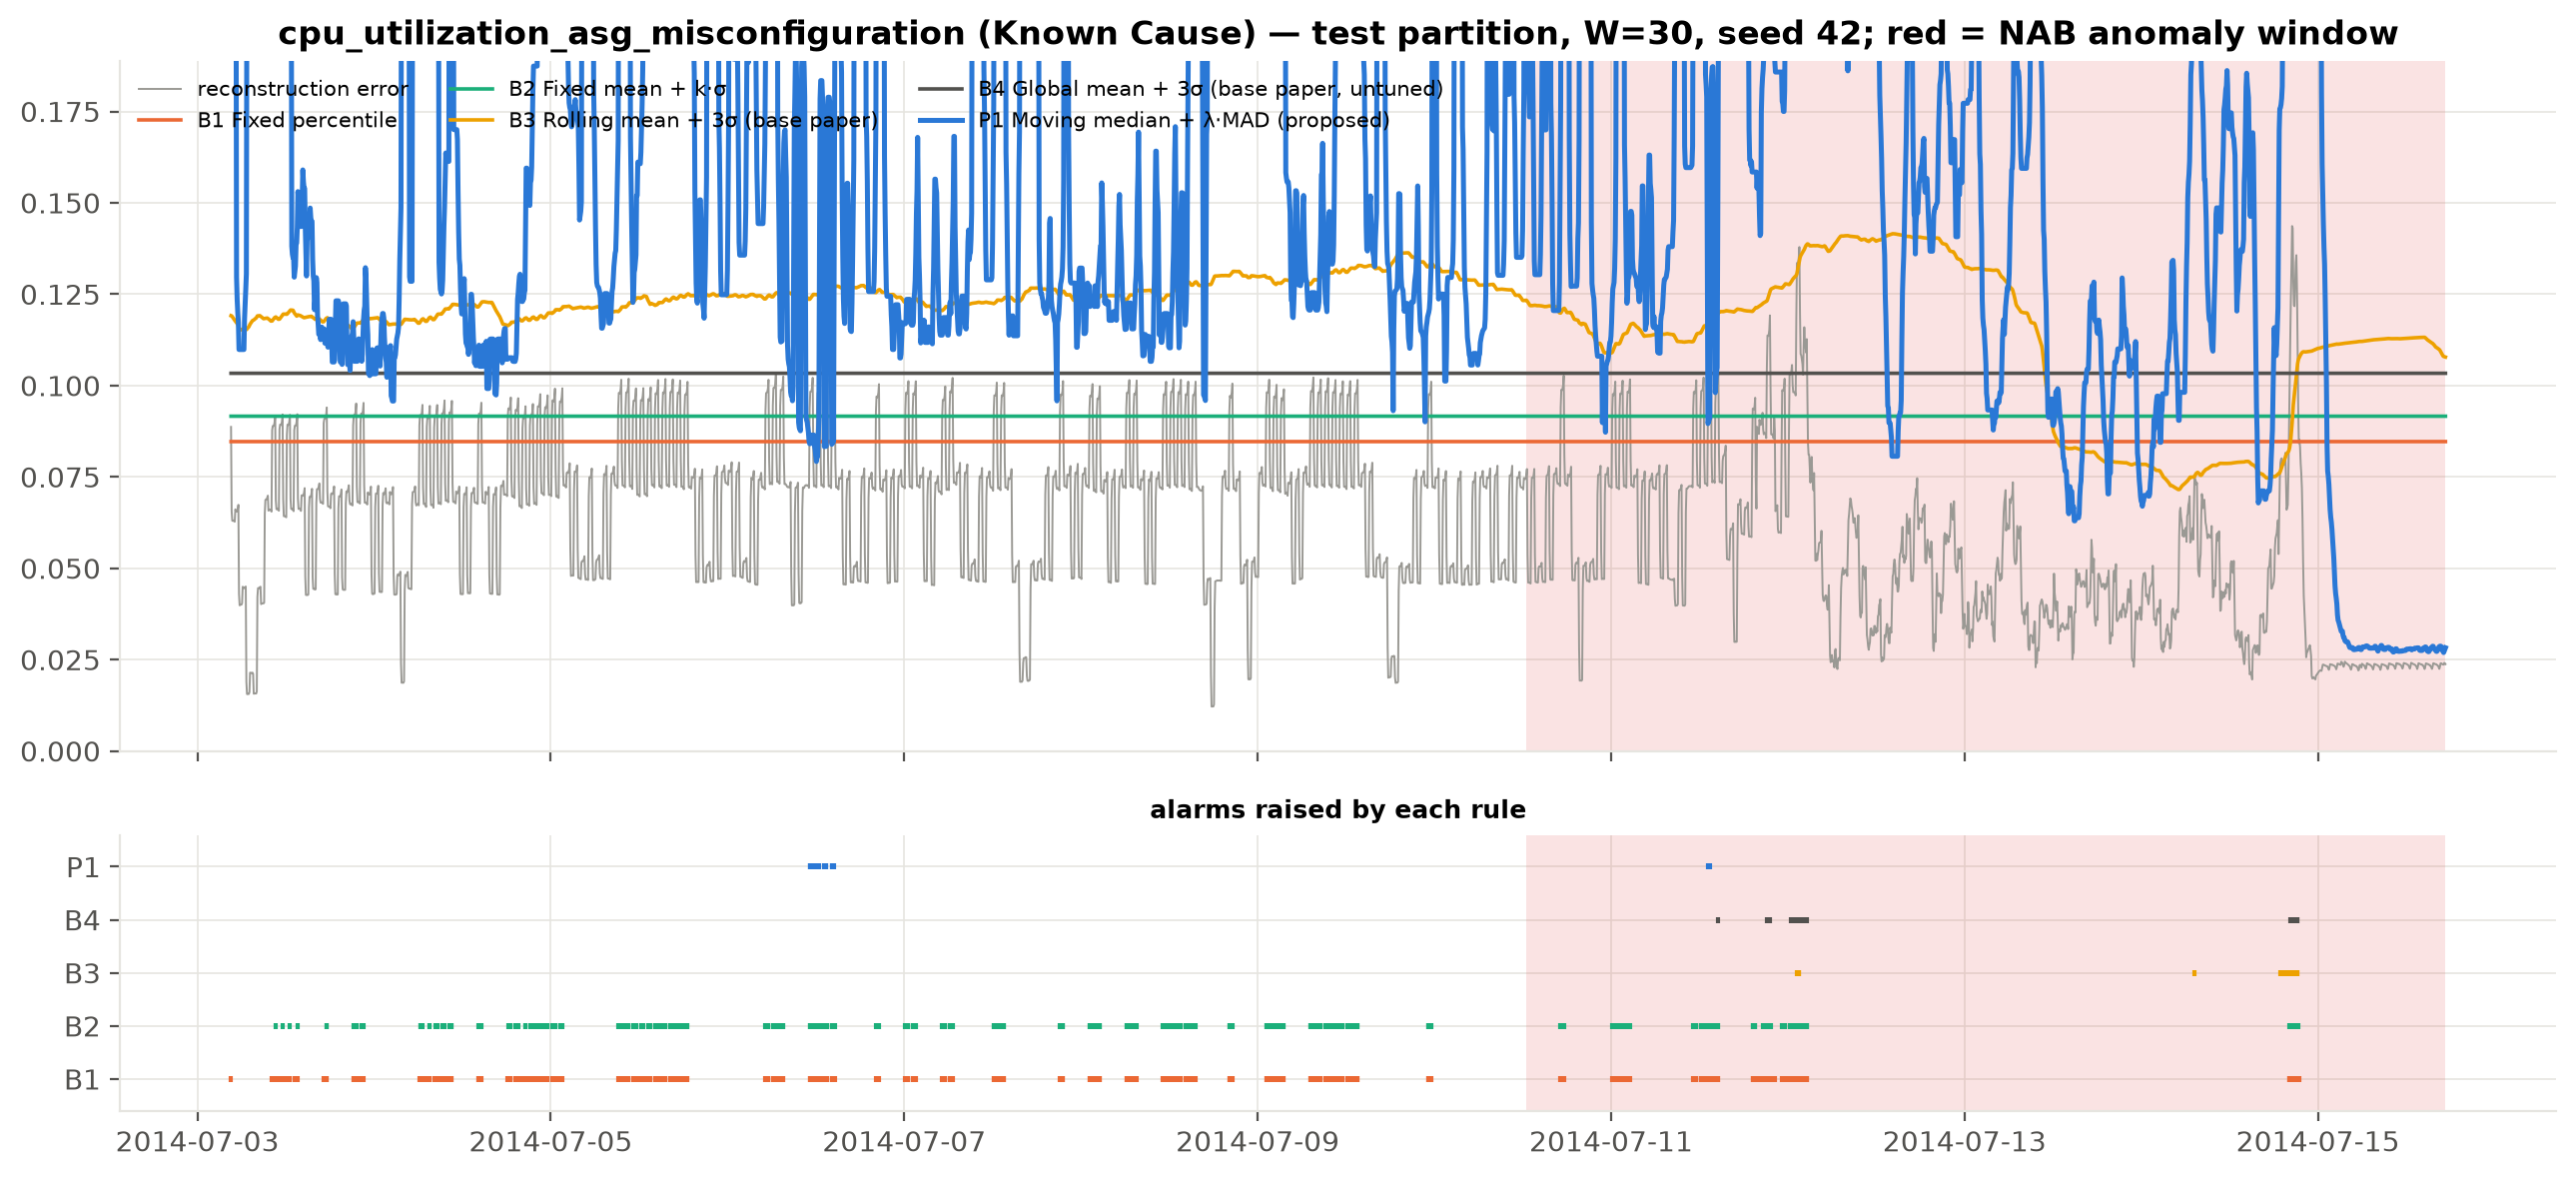 cpu_utilization_asg_misconfiguration (Known Cause) — test partition, W=30, seed 42; red = NAB anomaly window
reconstruction error
B1 Fixed percentile
B2 Fixed mean + k·σ
B3 Rolling mean + 3σ (base paper)
B4 Global mean + 3σ (base paper, untuned)
P1 Moving median + λ·MAD (proposed)
0.175
0.150
0.125
0.100
0.075
0.050
0.025
0.000
alarms raised by each rule
P1
B4
B3
B2
B1
2014-07-03
2014-07-05
2014-07-07
2014-07-09
2014-07-11
2014-07-13
2014-07-15